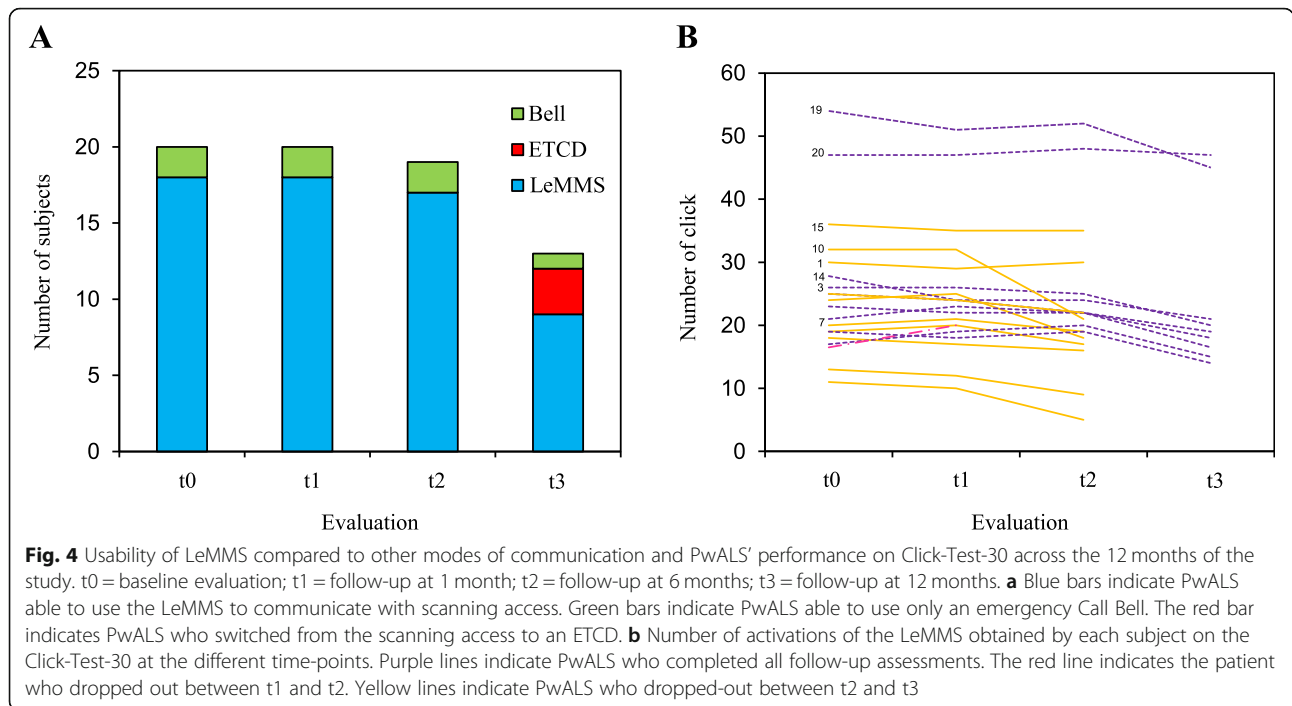 A
25
20
15
10
5
0
Number of subjects
Bell
ETCD
LeMMS
t0 t1 t2 t3
Evaluation
B
60
50
40
30
20
10
0
Number of click
19
20
15
10
1
14
3
7
t0 t1 t2 t3
Evaluation
Fig. 4 Usability of LeMMS compared to other modes of communication and PwALS’ performance on Click-Test-30 across the 12 months of the
study. t0 = baseline evaluation; t1 = follow-up at 1 month; t2 = follow-up at 6 months; t3 = follow-up at 12 months. a Blue bars indicate PwALS
able to use the LeMMS to communicate with scanning access. Green bars indicate PwALS able to use only an emergency Call Bell. The red bar
indicates PwALS who switched from the scanning access to an ETCD. b Number of activations of the LeMMS obtained by each subject on the
Click-Test-30 at the different time-points. Purple lines indicate PwALS who completed all follow-up assessments. The red line indicates the patient
who dropped out between t1 and t2. Yellow lines indicate PwALS who dropped-out between t2 and t3